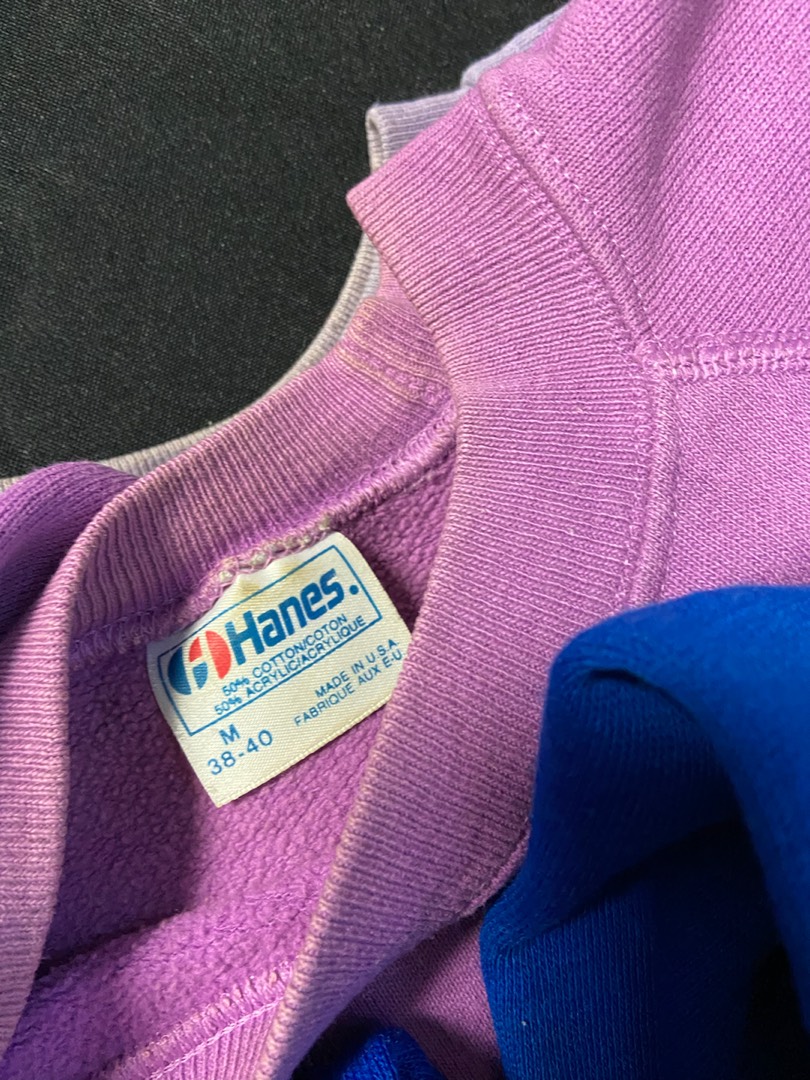 Hanes.
50% COTTON/COTON
50% ACRYLIC/ACRYLIQUE
MADE IN U.S.A
FABRIQUE AUX E-U
M
38-40